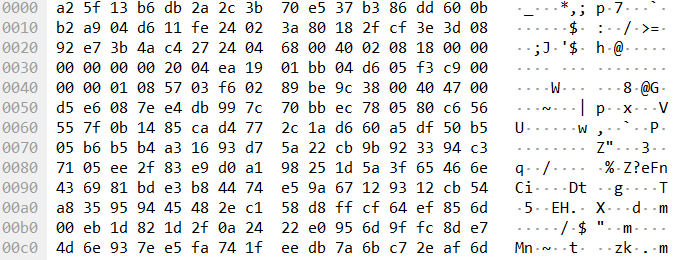 0000 a2 5f 13 b6 db 2a 2c 3b 70 e5 37 b3 86 dd 60 0b · _ · · · * , ; p · 7 · · · ` ·
0010 b2 a9 04 d6 11 fe 24 02 3a 80 18 2f cf 3e 3d 08 · · · · · · $ · : · · / · > = ·
0020 92 e7 3b 4a c4 27 24 04 68 00 40 02 08 18 00 00 · · ; J · ' $ · h · @ · · · · ·
0030 00 00 00 00 20 04 ea 19 01 bb 04 d6 05 f3 c9 00 · · · · · · · · · · · · · · ·
0040 00 00 01 08 57 03 f6 02 89 be 9c 38 00 40 47 00 · · · · W · · · · · · 8 · @ G ·
0050 d5 e6 08 7e e4 db 99 7c 70 bb ec 78 05 80 c6 56 · · · ~ · · · | p · · x · · · V
0060 55 7f 0b 14 85 ca d4 77 2c 1a d6 60 a5 df 50 b5 U · · · · · · w , · · ` · · P ·
0070 05 b6 b5 b4 a3 16 93 d7 5a 22 cb 9b 92 33 94 c3 · · · · · · · · Z " · · · 3 · ·
0080 71 05 ee 2f 83 e9 d0 a1 98 25 1d 5a 3f 65 46 6e q · · / · · · · · % · Z ? e F n
0090 43 69 81 bd e3 b8 44 74 e5 9a 67 12 93 12 cb 54 C i · · · · D t · · g · · · · T
00a0 a8 35 95 94 45 48 2e c1 58 d8 ff cf 64 ef 85 6d · 5 · · E H . · X · · · d · · m
00b0 00 eb 1d 82 1d 2f 0a 24 22 e0 95 6d 9f fc 8d e7 · · · · · / · $ " · · m · · · ·
00c0 4d 6e 93 7e e5 fa 74 1f ee db 7a 6b c7 2e af 6d M n · ~ · · t · · · z k · . · m